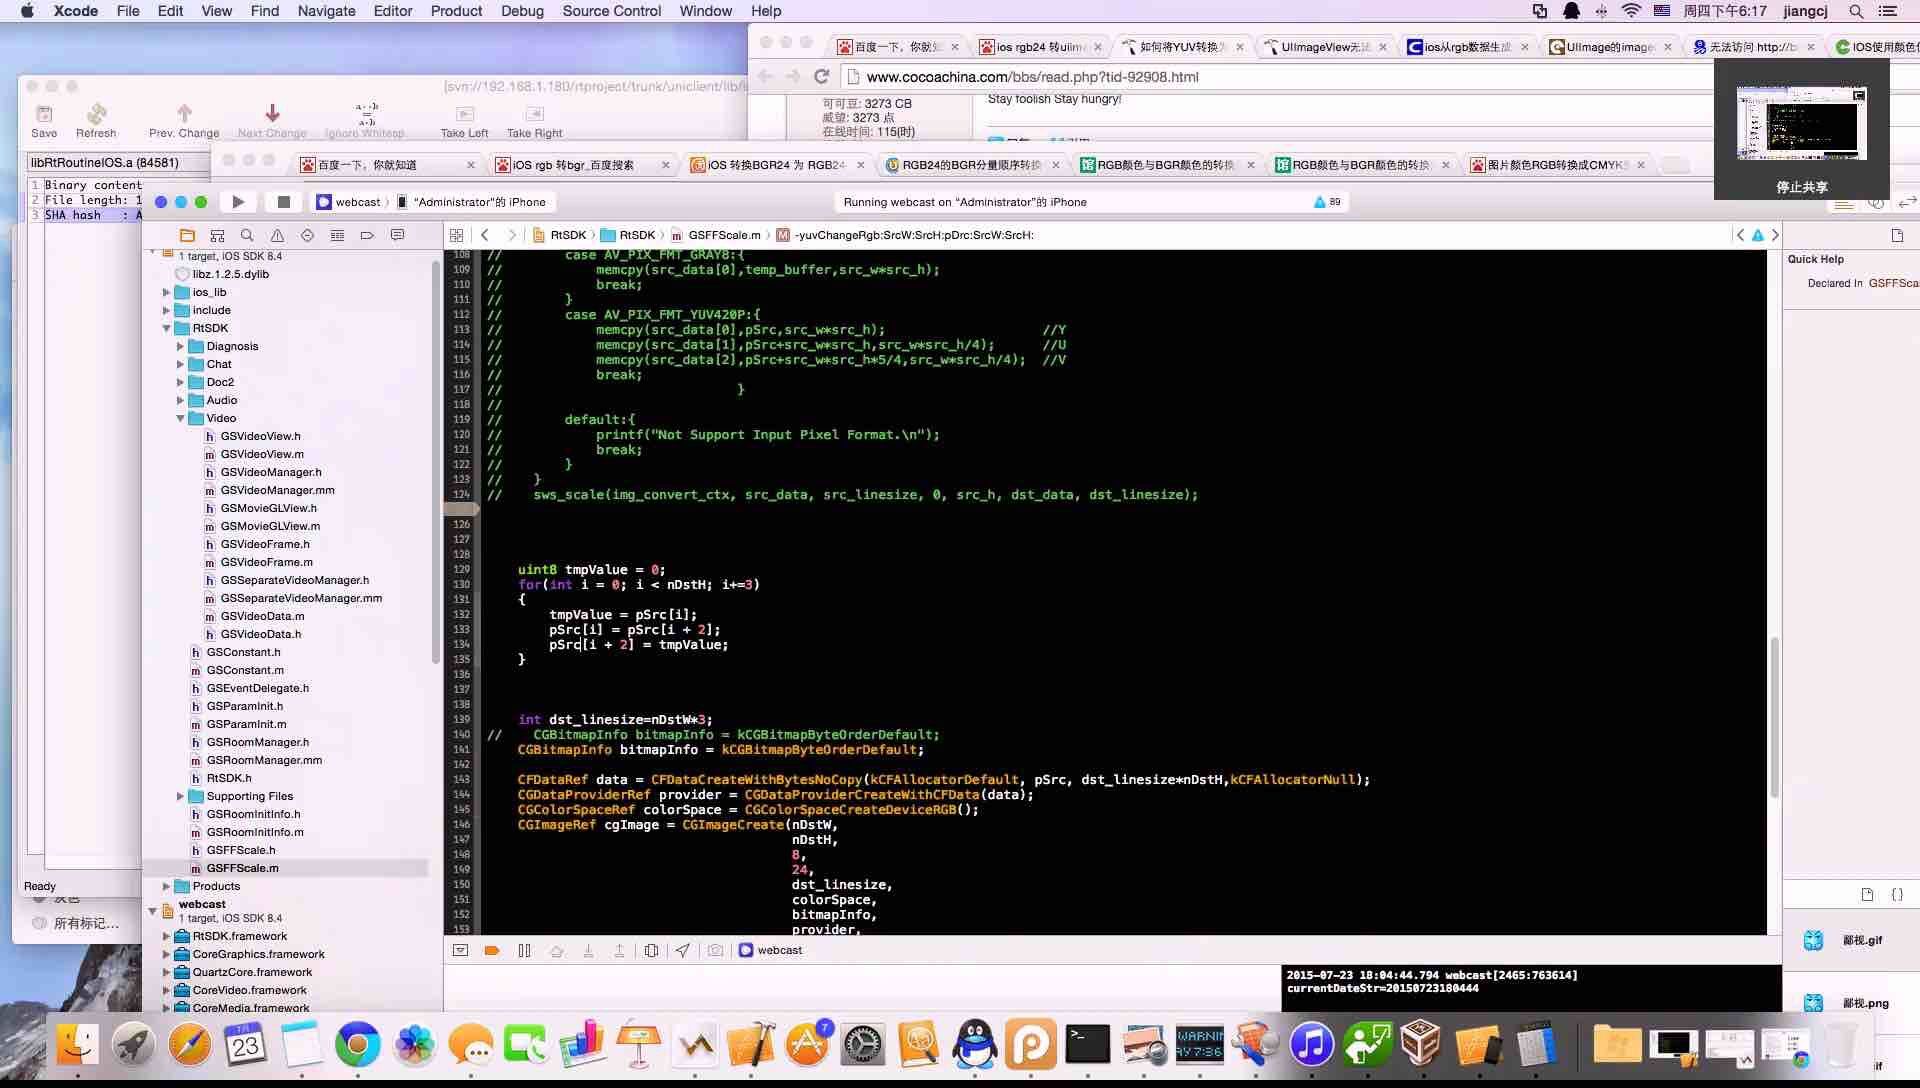 Xcode File Edit View Find Navigate Editor Product Debug Source Control Window Help 周四下午6:17 jiangcj
百度一下，你就知 ios rgb24 转uiim 如何将YUV转换 UIImageView无法 ios从rgb数据生成 UIImage的image 无法访问 http://b IOS使用颜色
www.cocoachina.com/bbs/read.php?tid-92908.html
[svn://192.168.1.180/rtproject/trunk/uniclient/lib/
可可豆: 3273 CB
威望: 3273 点
在线时间: 115(时)
Stay foolish Stay hungry!
停止共享
Save Refresh Prev. Change Next Change Ignore Whitesp. Take Left Take Right
libRtRoutineIOS.a (84581)
1 Binary content
2 File length: 1
3 SHA hash : A
百度一下，你就知道 iOS rgb 转bgr_百度搜索 iOS 转换BGR24 为 RGB24 RGB24的BGR分量顺序转换 RGB颜色与BGR颜色的转换 RGB颜色与BGR颜色的转换 图片颜色RGB转换成CMYK
webcast "Administrator"的 iPhone
Running webcast on "Administrator"的 iPhone 89
RtSDK RtSDK GSFFScale.m -yuvChangeRgb:SrcW:SrcH:pDrc:SrcW:SrcH:
Quick Help
Declared In GSFFSca
1 target, iOS SDK 8.4
libz.1.2.5.dylib
ios_lib
include
RtSDK
Diagnosis
Chat
Doc2
Audio
Video
GSVideoView.h
GSVideoView.m
GSVideoManager.h
GSVideoManager.mm
GSMovieGLView.h
GSMovieGLView.m
GSVideoFrame.h
GSVideoFrame.m
GSSeparateVideoManager.h
GSSeparateVideoManager.mm
GSVideoData.m
GSVideoData.h
GSConstant.h
GSConstant.m
GSEventDelegate.h
GSParamInit.h
GSParamInit.m
GSRoomManager.h
GSRoomManager.mm
RtSDK.h
Supporting Files
GSRoomInitInfo.h
GSRoomInitInfo.m
GSFFScale.h
GSFFScale.m
Products
webcast
1 target, iOS SDK 8.4
RtSDK.framework
CoreGraphics.framework
QuartzCore.framework
CoreVideo.framework
CoreMedia.framework
Ready
所有标记...
108 // case AV_PIX_FMT_GRAY8:{
109 // memcpy(src_data[0],temp_buffer,src_w*src_h);
110 // break;
111 // }
112 // case AV_PIX_FMT_YUV420P:{
113 // memcpy(src_data[0],pSrc,src_w*src_h); //Y
114 // memcpy(src_data[1],pSrc+src_w*src_h,src_w*src_h/4); //U
115 // memcpy(src_data[2],pSrc+src_w*src_h*5/4,src_w*src_h/4); //V
116 // break;
117 // }
118 //
119 // default:{
120 // printf("Not Support Input Pixel Format.\n");
121 // break;
122 // }
123 // }
124 // sws_scale(img_convert_ctx, src_data, src_linesize, 0, src_h, dst_data, dst_linesize);
126
127
128
129 uint8 tmpValue = 0;
130 for(int i = 0; i < nDstH; i+=3)
131 {
132 tmpValue = pSrc[i];
133 pSrc[i] = pSrc[i + 2];
134 pSrc[i + 2] = tmpValue;
135 }
136
137
138
139 int dst_linesize=nDstW*3;
140 // CGBitmapInfo bitmapInfo = kCGBitmapByteOrderDefault;
141 CGBitmapInfo bitmapInfo = kCGBitmapByteOrderDefault;
142
143 CFDataRef data = CFDataCreateWithBytesNoCopy(kCFAllocatorDefault, pSrc, dst_linesize*nDstH,kCFAllocatorNull);
144 CGDataProviderRef provider = CGDataProviderCreateWithCFData(data);
145 CGColorSpaceRef colorSpace = CGColorSpaceCreateDeviceRGB();
146 CGImageRef cgImage = CGImageCreate(nDstW,
147 nDstH,
148 8,
149 24,
150 dst_linesize,
151 colorSpace,
152 bitmapInfo,
153 provider,
webcast
2015-07-23 18:04:44.794 webcast[2465:763614]
currentDateStr=20150723180444
鄙视.gif
鄙视.png
gif
7月
23
7
WARNIN
AY 7:36